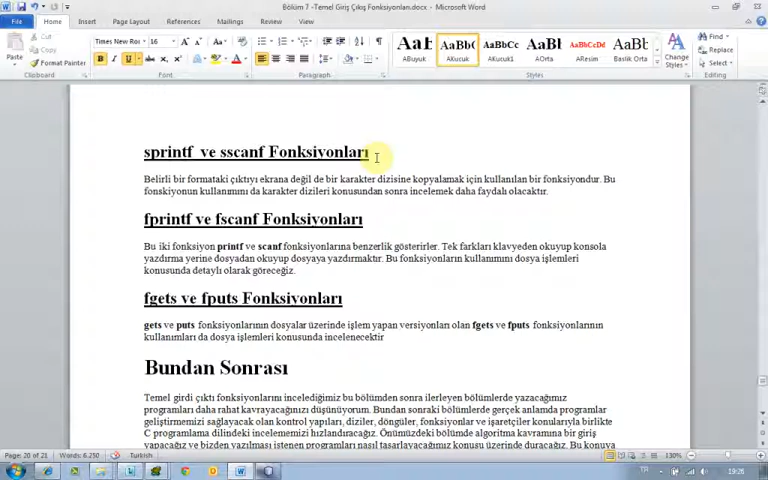 Bölüm 7 -Temel Giriş Çıkış Fonksiyonları.docx - Microsoft Word
File Home Insert Page Layout References Mailings Review View
Paste
Cut
Copy
Format Painter
Times New Ro 16
B I U
AaBb( AaBbCc AaBb AaBbCcDd AaBb
ABuyuk AKucuk AKucuk1 AOrta AResim Baslik Orta
Change Styles
Find
Replace
Select
Clipboard Font Paragraph Styles Editing
sprintf ve sscanf Fonksiyonları
Belirli bir formataki çıktıyı ekrana değil de bir karakter dizisine kopyalamak için kullanılan bir fonksiyondur. Bu
fonskiyonun kullanımını da karakter dizileri konusundan sonra incelemek daha faydalı olacaktır.
fprintf ve fscanf Fonksiyonları
Bu iki fonksiyon printf ve scanf fonksiyonlarına benzerlik gösterirler. Tek farkları klavyeden okuyup konsola
yazdırma yerine dosyadan okuyup dosyaya yazdırmaktır. Bu fonksiyonların kullanımını dosya işlemleri
konusunda detaylı olarak göreceğiz.
fgets ve fputs Fonksiyonları
gets ve puts fonksiyonlarının dosyalar üzerinde işlem yapan versiyonları olan fgets ve fputs fonksiyonlarının
kullanımları da dosya işlemleri konusunda incelenecektir
Bundan Sonrası
Temel girdi çıktı fonksiyonlarını incelediğimiz bu bölümden sonra ilerleyen bölümlerde yazacağımız
programları daha rahat kavrayacağınızı düşünüyorum. Bundan sonraki bölümlerde gerçek anlamda programlar
geliştirmemizi sağlayacak olan kontrol yapıları, diziler, döngüler, fonksiyonlar ve işaretçiler konularıyla birlikte
C programlama dilindeki incelememizi hızlandıracağız. Önümüzdeki bölümde algoritma kavramına bir giriş
yapacağız ve bizden yazılması istenen programları nasıl tasarlayacağımız konusu üzerinde duracağız. Bu konuya
Page: 20 of 21 Words: 6.250 Turkish 130%
TR 19:26